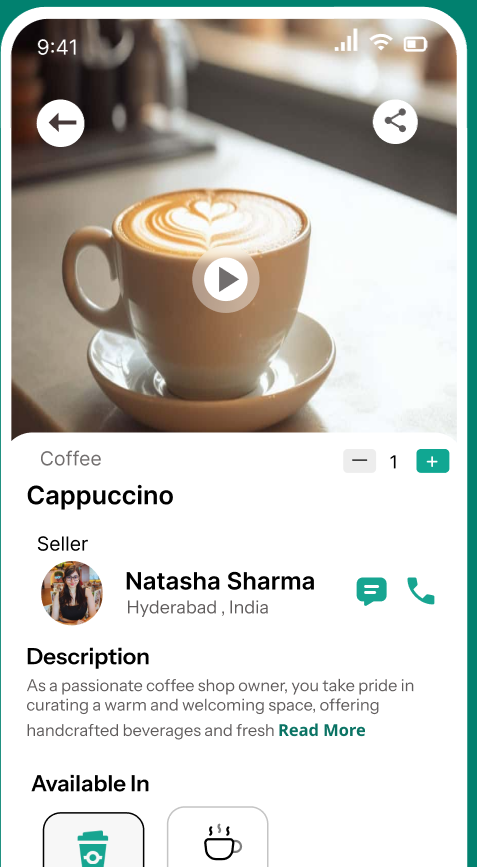 9:41
Coffee
1
Cappuccino
Seller
Natasha Sharma
Hyderabad , India
Description
As a passionate coffee shop owner, you take pride in
curating a warm and welcoming space, offering
handcrafted beverages and fresh Read More
Available In